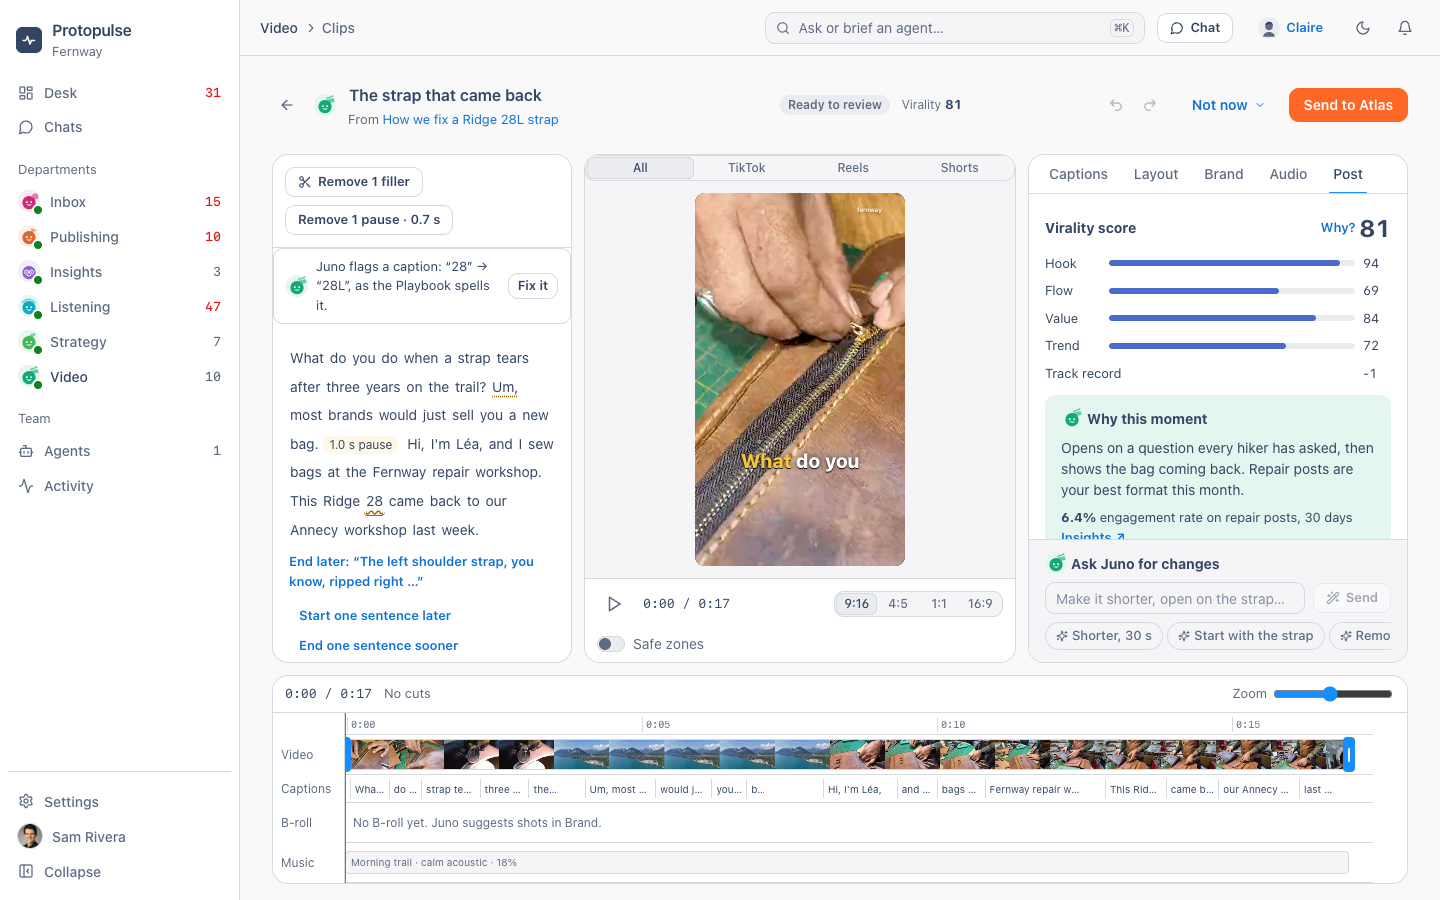 Protopulse
Fernway
Desk 31
Chats
Departments
Inbox 15
Publishing 10
Insights 3
Listening 47
Strategy 7
Video 10
Team
Agents 1
Activity
Settings
Sam Rivera
Collapse
Video > Clips
Ask or brief an agent... ⌘K
Chat
Claire
The strap that came back
From How we fix a Ridge 28L strap
Ready to review
Virality 81
Not now
Send to Atlas
Remove 1 filler
Remove 1 pause · 0.7 s
Juno flags a caption: “28” →
“28L”, as the Playbook spells
it.
Fix it
What do you do when a strap tears
after three years on the trail? Um,
most brands would just sell you a new
bag. 1.0 s pause Hi, I'm Léa, and I sew
bags at the Fernway repair workshop.
This Ridge 28 came back to our
Annecy workshop last week.
End later: “The left shoulder strap, you
know, ripped right ...”
Start one sentence later
End one sentence sooner
All TikTok Reels Shorts
fernway
What do you
0:00 / 0:17
9:16 4:5 1:1 16:9
Safe zones
Captions Layout Brand Audio Post
Virality score Why? 81
Hook 94
Flow 69
Value 84
Trend 72
Track record -1
Why this moment
Opens on a question every hiker has asked, then
shows the bag coming back. Repair posts are
your best format this month.
6.4% engagement rate on repair posts, 30 days
Insights ↗
Ask Juno for changes
Make it shorter, open on the strap...
Send
Shorter, 30 s
Start with the strap
Remo
0:00 / 0:17 No cuts
Zoom
0:00 0:05 0:10 0:15
Video
Captions Wha... do ... strap te... three ... the... Um, most ... would j... you... b... Hi, I'm Léa, and ... bags ... Fernway repair w... This Rid... came b... our Annecy ... last ...
B-roll No B-roll yet. Juno suggests shots in Brand.
Music Morning trail · calm acoustic · 18%